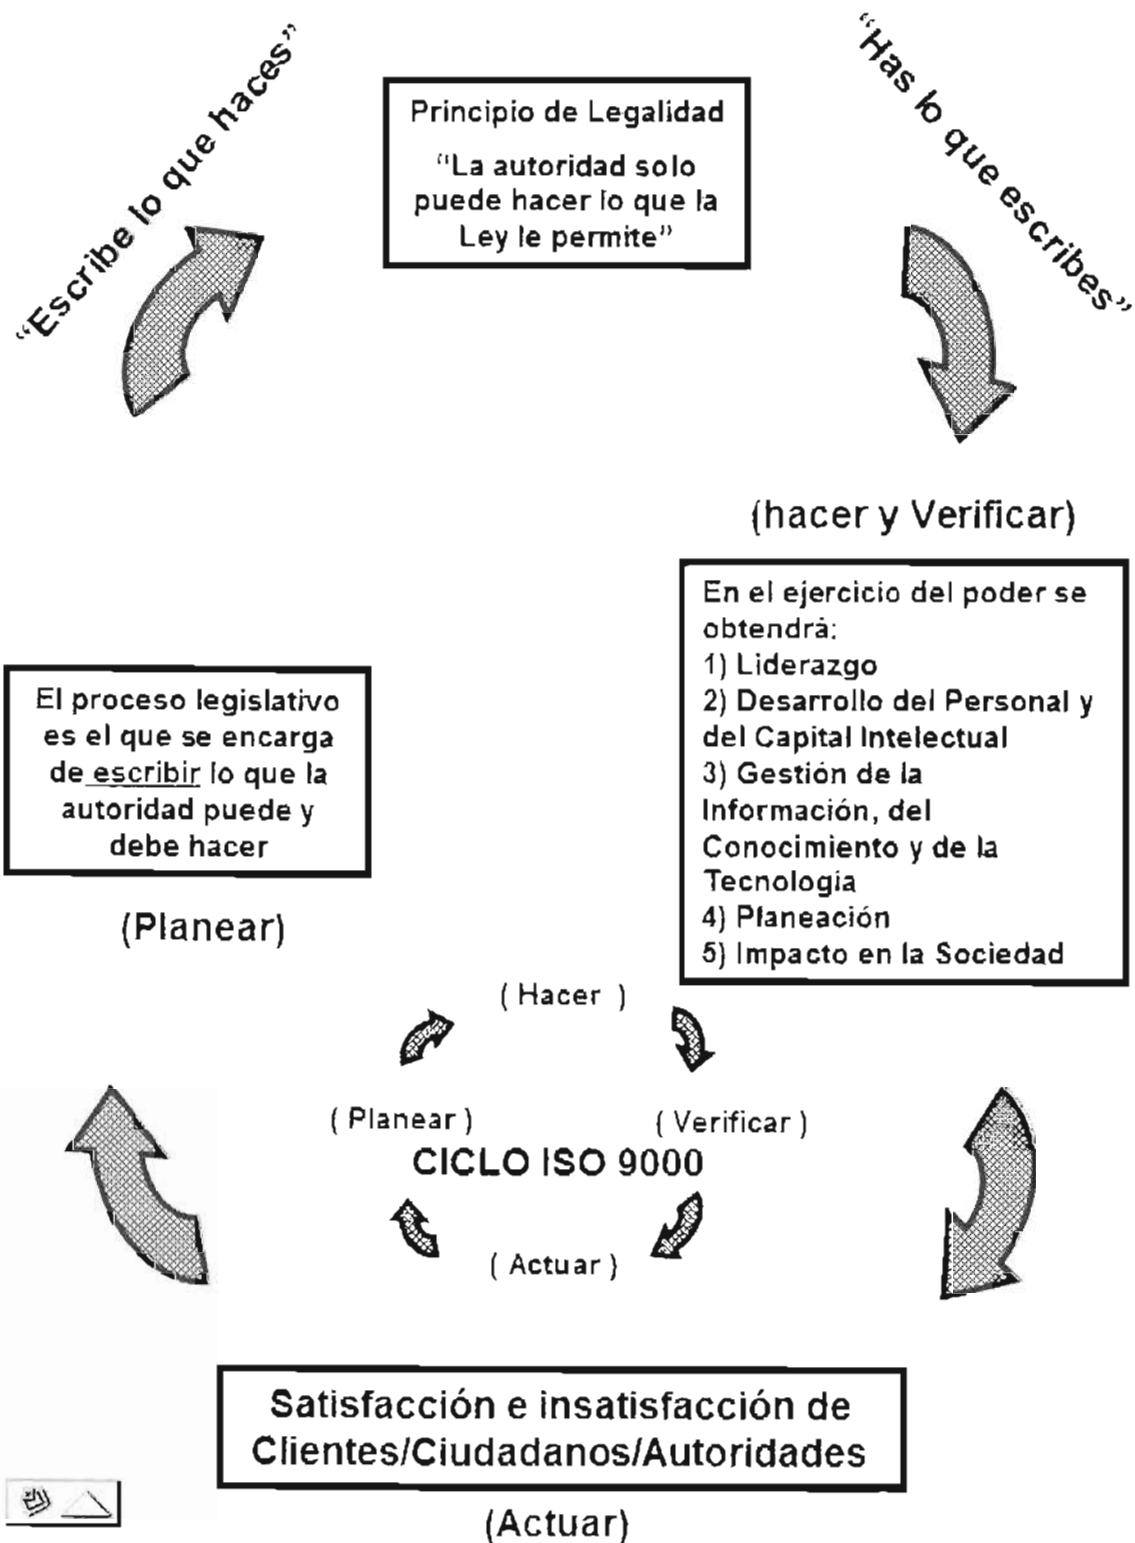 “Escribe lo que haces”
“Has lo que escribes”
Principio de Legalidad
“La autoridad solo
puede hacer lo que la
Ley le permite”
(hacer y Verificar)
En el ejercicio del poder se
obtendrá:
1) Liderazgo
2) Desarrollo del Personal y
del Capital Intelectual
3) Gestión de la
Información, del
Conocimiento y de la
Tecnología
4) Planeación
5) Impacto en la Sociedad
El proceso legislativo
es el que se encarga
de escribir lo que la
autoridad puede y
debe hacer
(Planear)
( Hacer )
( Planear )
( Verificar )
CICLO ISO 9000
( Actuar )
Satisfacción e insatisfacción de
Clientes/Ciudadanos/Autoridades
(Actuar)